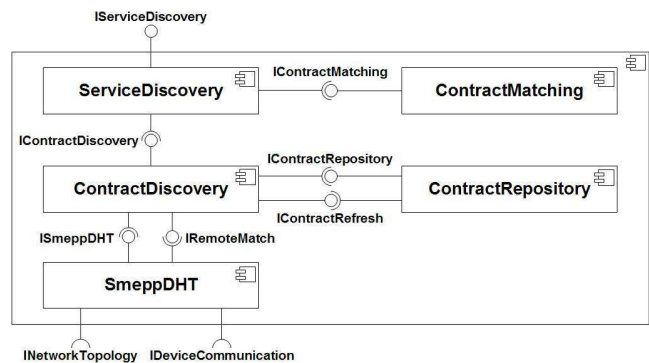 IServiceDiscovery
ServiceDiscovery
IContractMatching
ContractMatching
IContractDiscovery
ContractDiscovery
IContractRepository
ContractRepository
IContractRefresh
ISmeppDHT
IRemoteMatch
SmeppDHT
INetworkTopology
IDeviceCommunication